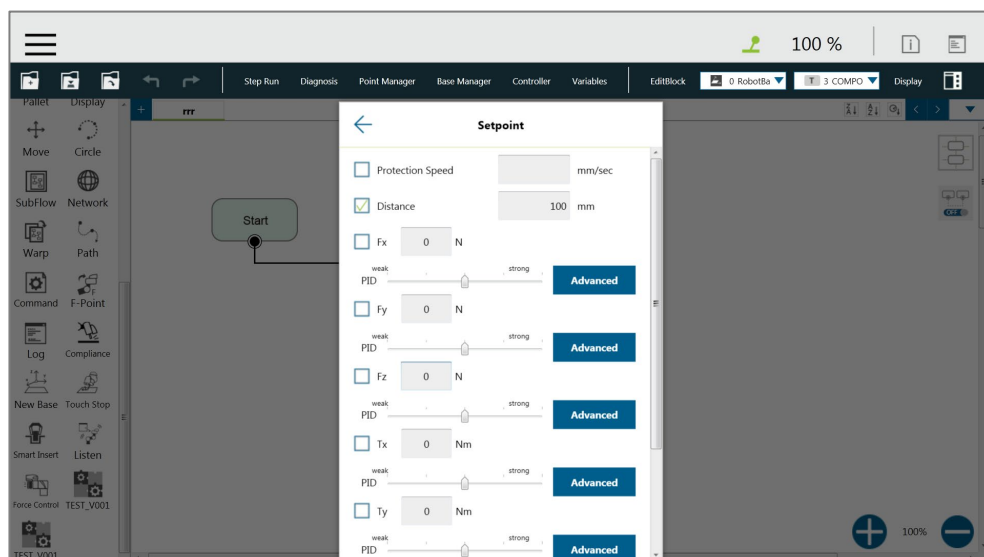 100 %
Step Run Diagnosis Point Manager Base Manager Controller Variables EditBlock 0 RobotBa T 3 COMPO Display
Pallet Display
+ rrr
Move Circle
SubFlow Network
Warp Path
Command F-Point
Log Compliance
New Base Touch Stop
Smart Insert Listen
Force Control TEST_V001
TEST_V001
Start
Setpoint
Protection Speed mm/sec
Distance 100 mm
Fx 0 N
weak strong
PID Advanced
Fy 0 N
weak strong
PID Advanced
Fz 0 N
weak strong
PID Advanced
Tx 0 Nm
weak strong
PID Advanced
Ty 0 Nm
weak strong
PID Advanced
OFF
100%